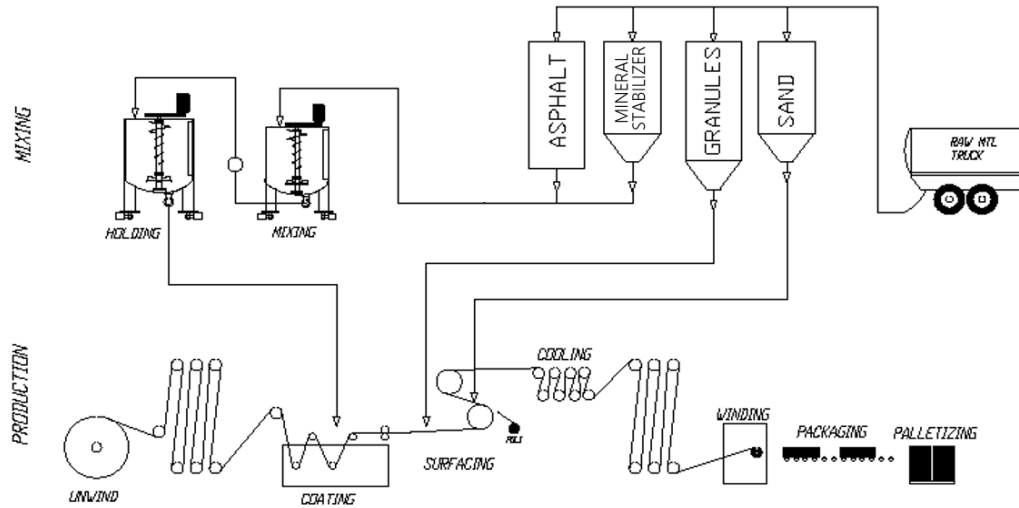 MIXING
ASPHALT
MINERAL
STABILIZER
GRANULES
SAND
RAW MTL
TRUCK
HOLDING
MIXING
PRODUCTION
COOLING
WINDING
PACKAGING
PALLETIZING
SURFACING
UNWIND
COATING